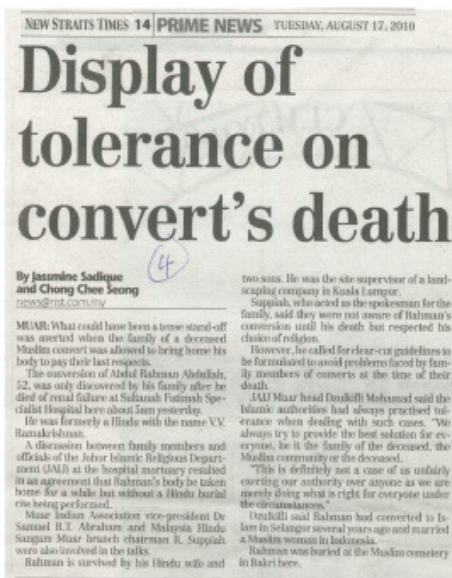 NEW STRAITS TIMES 14 PRIME NEWS TUESDAY, AUGUST 17, 2010
Display of
tolerance on
convert's death
4
By Jassmine Sadique
and Chong Chee Seong
news@nst.com.my
MUAR: What could have been a tense stand-off
was averted when the family of a deceased
Muslim convert was allowed to bring home his
body to pay their last respects.
The conversion of Abdul Rahman Abdullah,
52, was only discovered by his family after he
died of renal failure at Sultanah Fatimah Spe-
cialist Hospital here about 5am yesterday.
He was formerly a Hindu with the name V.V.
Ramakrishnan.
A discussion between family members and
officials of the Johor Islamic Religious Depart-
ment (JAIJ) at the hospital mortuary resulted
in an agreement that Rahman's body be taken
home for a while but without a Hindu burial
rite being performed.
Muar Indian Association vice-president Dr
Samuel R.T. Abraham and Malaysia Hindu
Sangam Muar branch chairman R. Suppiah
were also involved in the talks.
Rahman is survived by his Hindu wife and
two sons. He was the site supervisor of a land-
scaping company in Kuala Lumpur.
Suppiah, who acted as the spokesman for the
family, said they were not aware of Rahman's
conversion until his death but respected his
choice of religion.
However, he called for clear-cut guidelines to
be formulated to avoid problems faced by fam-
ily members of converts at the time of their
death.
JAIJ Muar head Dzulkifli Mohamad said the
Islamic authorities had always practised tol-
erance when dealing with such cases. "We
always try to provide the best solution for ev-
eryone, be it the family of the deceased, the
Muslim community or the deceased.
"This is definitely not a case of us unfairly
exerting our authority over anyone as we are
merely doing what is right for everyone under
the circumstances."
Dzulkifli said Rahman had converted to Is-
lam in Selangor several years ago and married
a Muslim woman in Indonesia.
Rahman was buried at the Muslim cemetery
in Bakri here.